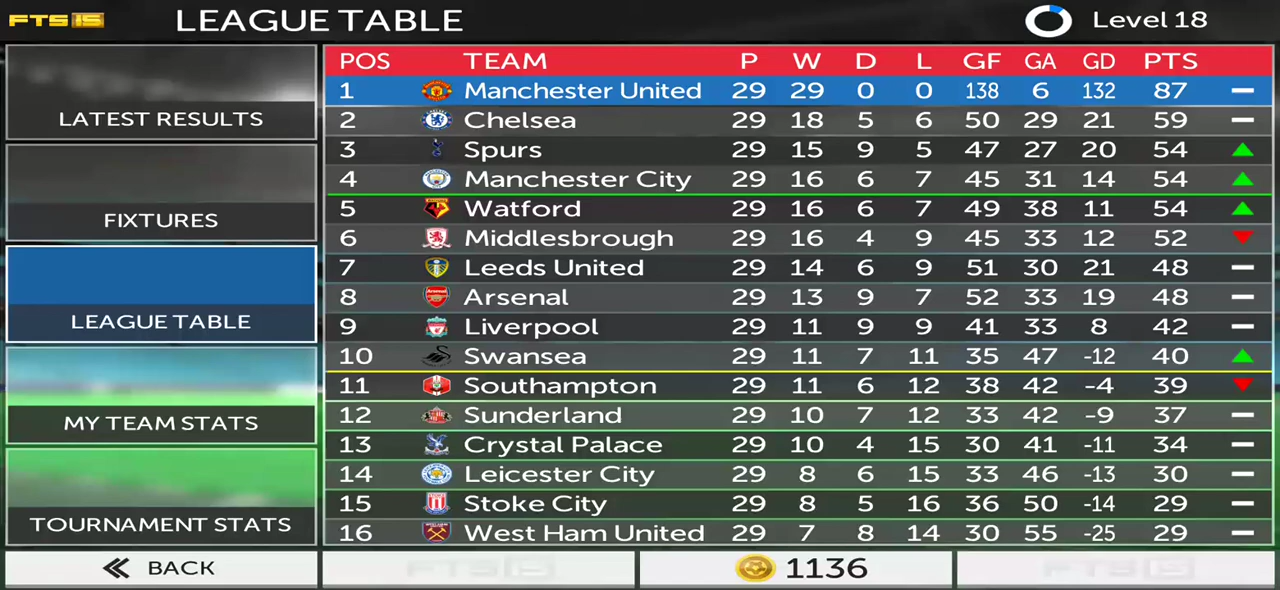 FTS 15 LEAGUE TABLE Level 18
LATEST RESULTS
FIXTURES
LEAGUE TABLE
MY TEAM STATS
TOURNAMENT STATS
POS TEAM P W D L GF GA GD PTS
1 Manchester United 29 29 0 0 138 6 132 87
2 Chelsea 29 18 5 6 50 29 21 59
3 Spurs 29 15 9 5 47 27 20 54
4 Manchester City 29 16 6 7 45 31 14 54
5 Watford 29 16 6 7 49 38 11 54
6 Middlesbrough 29 16 4 9 45 33 12 52
7 Leeds United 29 14 6 9 51 30 21 48
8 Arsenal 29 13 9 7 52 33 19 48
9 Liverpool 29 11 9 9 41 33 8 42
10 Swansea 29 11 7 11 35 47 -12 40
11 Southampton 29 11 6 12 38 42 -4 39
12 Sunderland 29 10 7 12 33 42 -9 37
13 Crystal Palace 29 10 4 15 30 41 -11 34
14 Leicester City 29 8 6 15 33 46 -13 30
15 Stoke City 29 8 5 16 36 50 -14 29
16 West Ham United 29 7 8 14 30 55 -25 29
BACK FTS 15 1136 FTS 15